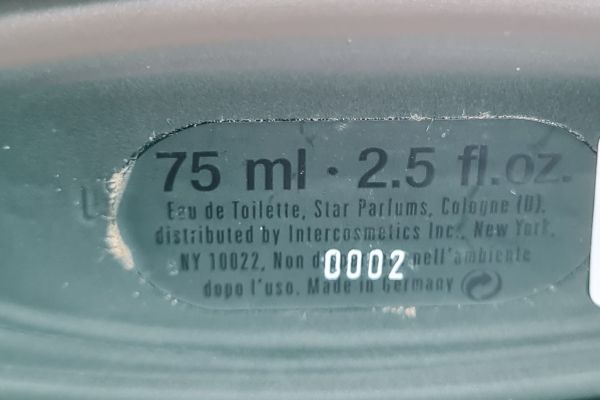 75 ml · 2.5 fl.oz.
Eau de Toilette, Star Parfums, Cologne (D).
distributed by Intercosmetics Inc., New York,
NY 10022, Non nell'ambiente
0002
dopo l'uso. Made in Germany